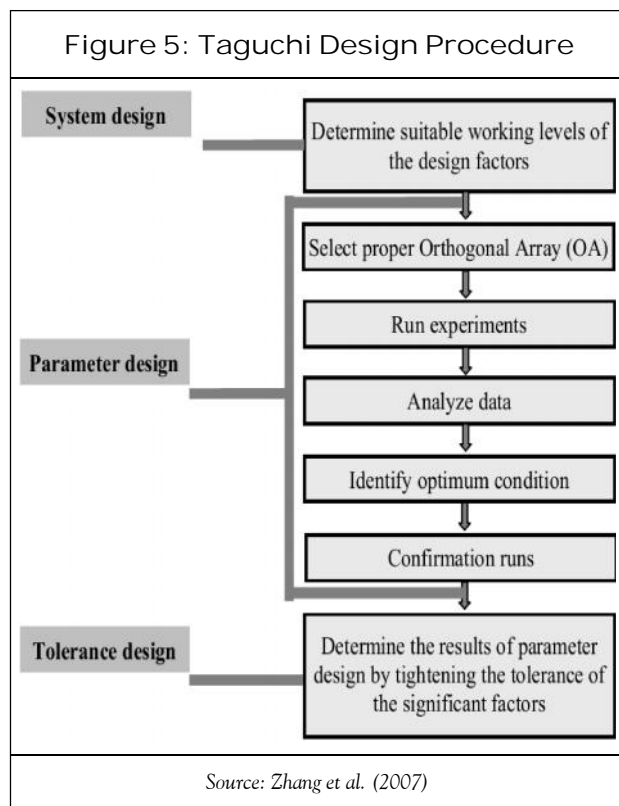 Figure 5: Taguchi Design Procedure
System design
Determine suitable working levels of
the design factors
Select proper Orthogonal Array (OA)
Run experiments
Parameter design
Analyze data
Identify optimum condition
Confirmation runs
Tolerance design
Determine the results of parameter
design by tightening the tolerance of
the significant factors
Source: Zhang et al. (2007)